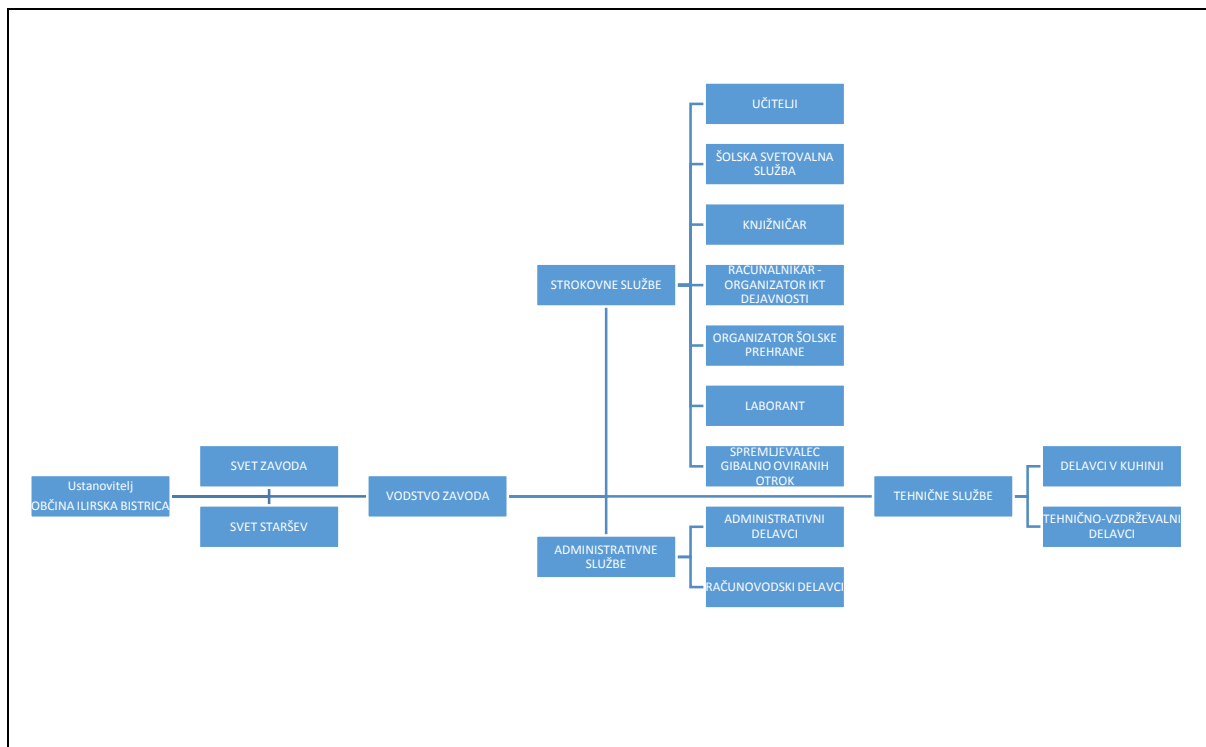 UČITELJI
ŠOLSKA SVETOVALNA
SLUŽBA
KNJIŽNIČAR
STROKOVNE SLUŽBE
RAČUNALNIKAR -
ORGANIZATOR IKT
DEJAVNOSTI
ORGANIZATOR ŠOLSKE
PREHRANE
LABORANT
SVET ZAVODA
SPREMLJEVALEC
GIBALNO OVIRANIH
OTROK
DELAVCI V KUHINJI
Ustanovitelj
OBČINA ILIRSKA BISTRICA
VODSTVO ZAVODA
TEHNIČNE SLUŽBE
SVET STARŠEV
ADMINISTRATIVNI
DELAVCI
TEHNIČNO-VZDRŽEVALNI
DELAVCI
ADMINISTRATIVNE
SLUŽBE
RAČUNOVODSKI DELAVCI